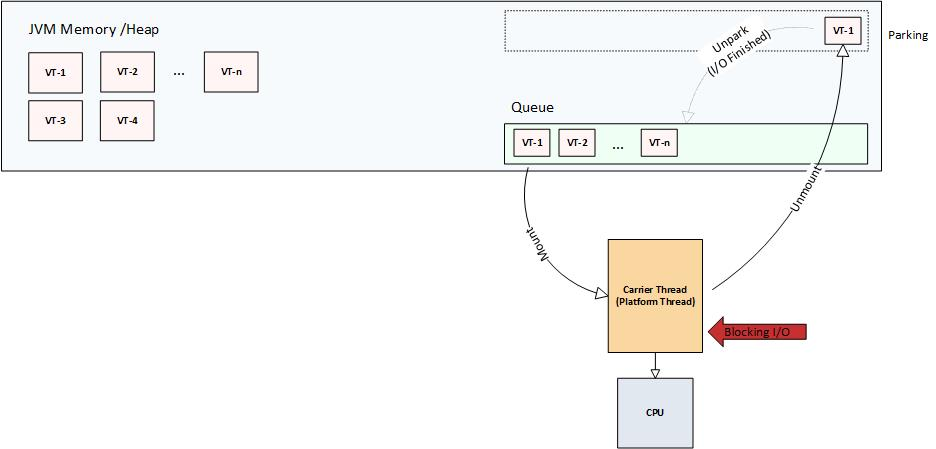 JVM Memory /Heap
VT-1
VT-2
...
VT-n
VT-3
VT-4
VT-1
Parking
Unpark
(I/O Finished)
Queue
VT-1
VT-2
...
VT-n
Mount
Unmount
Carrier Thread
(Platform Thread)
Blocking I/O
CPU